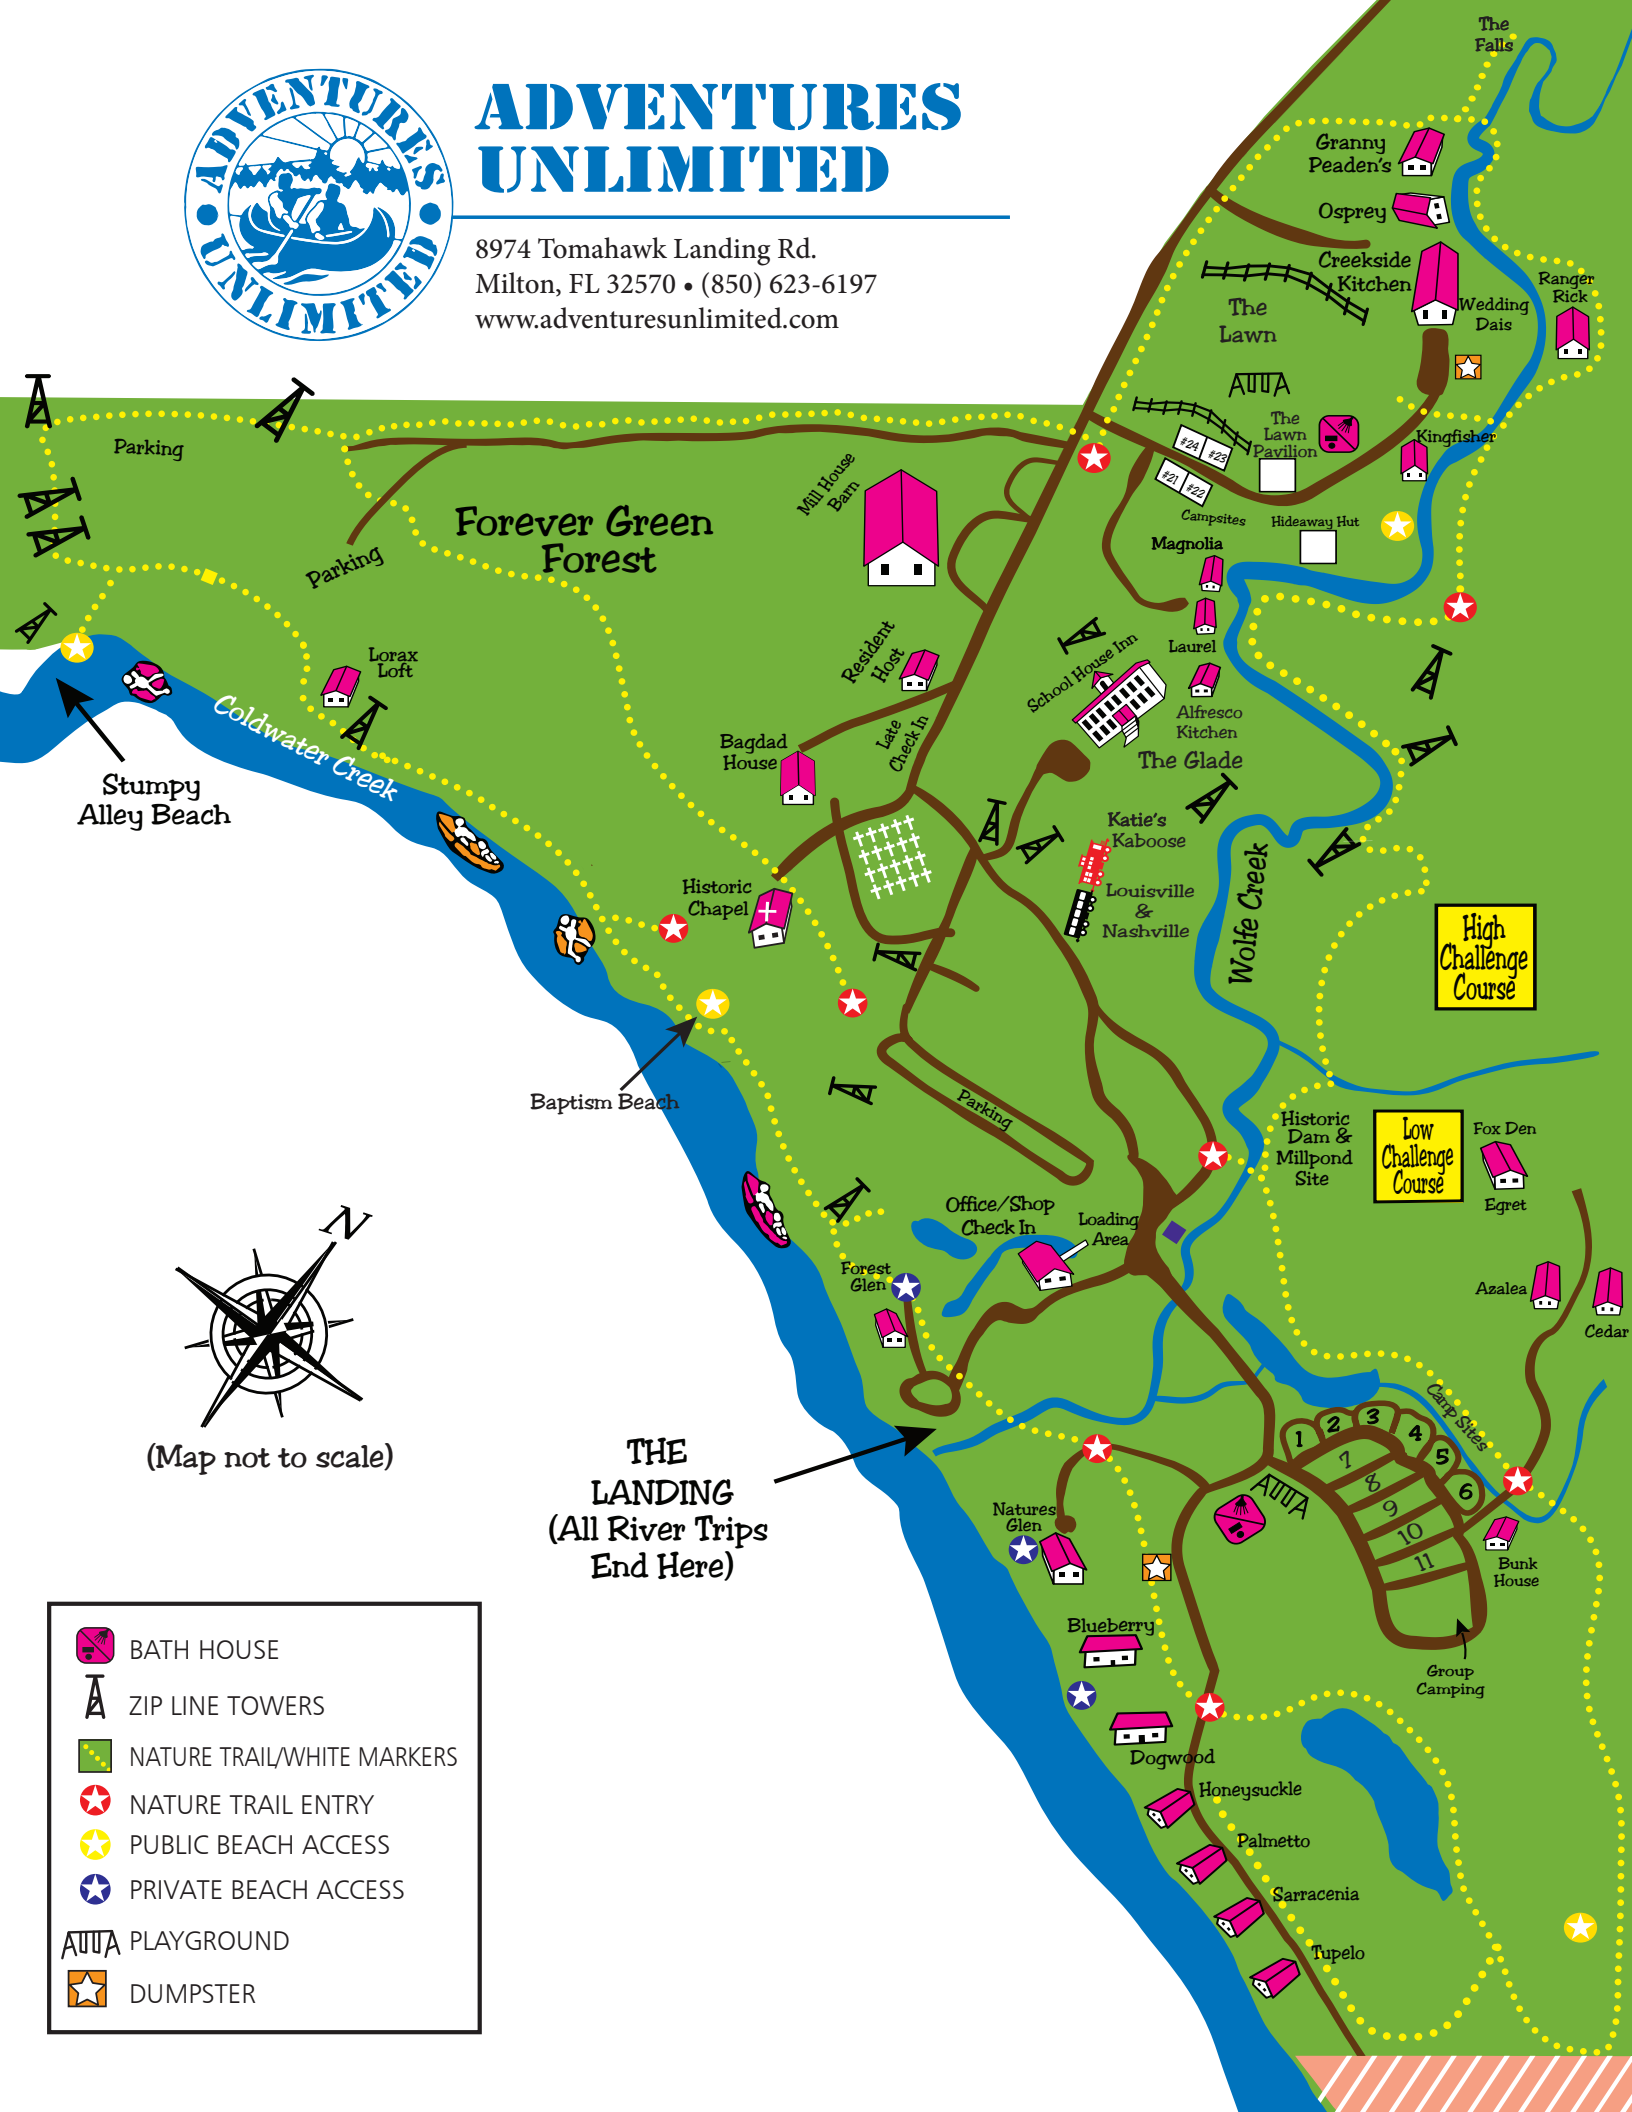 ADVENTURES
UNLIMITED
ADVENTURES
UNLIMITED
8974 Tomahawk Landing Rd.
Milton, FL 32570 • (850) 623-6197
www.adventuresunlimited.com
The
Falls
Granny
Peaden's
Osprey
Creekside
Kitchen
Wedding
Dais
Ranger
Rick
The
Lawn
The
Lawn
Pavilion
Kingfisher
#24
#23
#21
#22
Campsites
Hideaway Hut
Magnolia
Laurel
Alfresco
Kitchen
School House Inn
The Glade
Parking
Parking
Forever Green
Forest
Mill House
Barn
Resident
Host
Late
Check In
Bagdad
House
Lorax
Loft
Coldwater Creek
Stumpy
Alley Beach
Katie's
Kaboose
Louisville
&
Nashville
Wolfe Creek
Historic
Chapel
High
Challenge
Course
Baptism Beach
Parking
Historic
Dam &
Millpond
Site
Low
Challenge
Course
Fox Den
Egret
Office/Shop
Check In
Loading
Area
Forest
Glen
Azalea
Cedar
N
(Map not to scale)
THE
LANDING
(All River Trips
End Here)
Camp Sites
1
2
3
4
5
6
7
8
9
10
11
Natures
Glen
Bunk
House
Group
Camping
Blueberry
Dogwood
Honeysuckle
Palmetto
Sarracenia
Tupelo
BATH HOUSE
ZIP LINE TOWERS
NATURE TRAIL/WHITE MARKERS
NATURE TRAIL ENTRY
PUBLIC BEACH ACCESS
PRIVATE BEACH ACCESS
PLAYGROUND
DUMPSTER